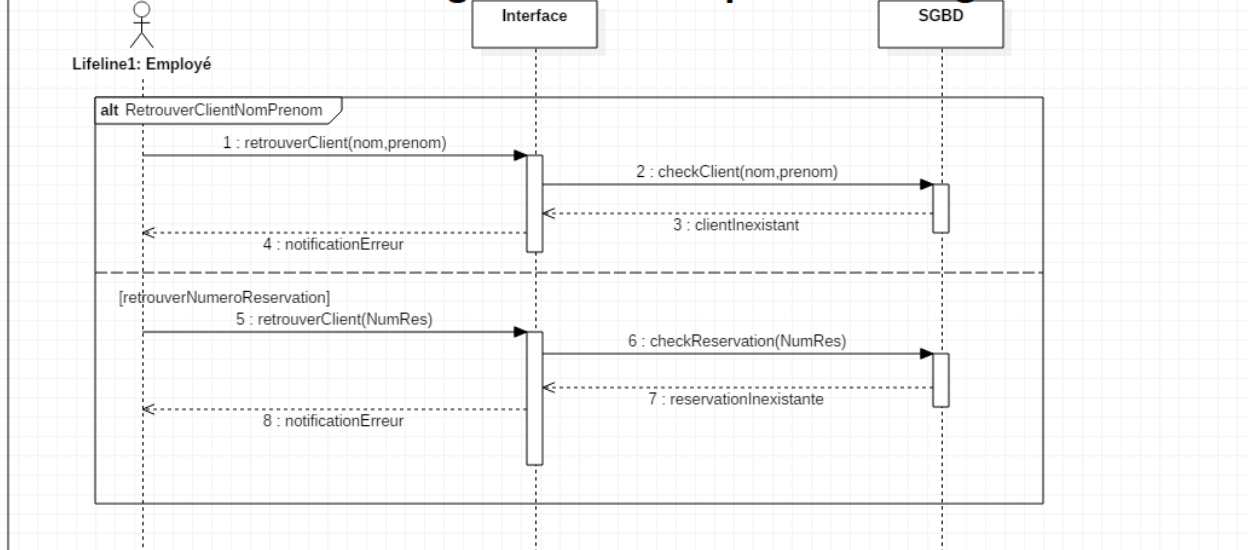 Interface
SGBD
Lifeline1: Employé
alt RetrouverClientNomPrenom
1 : retrouverClient(nom,prenom)
2 : checkClient(nom,prenom)
3 : clientInexistant
4 : notificationErreur
[retrouverNumeroReservation]
5 : retrouverClient(NumRes)
6 : checkReservation(NumRes)
7 : reservationInexistante
8 : notificationErreur